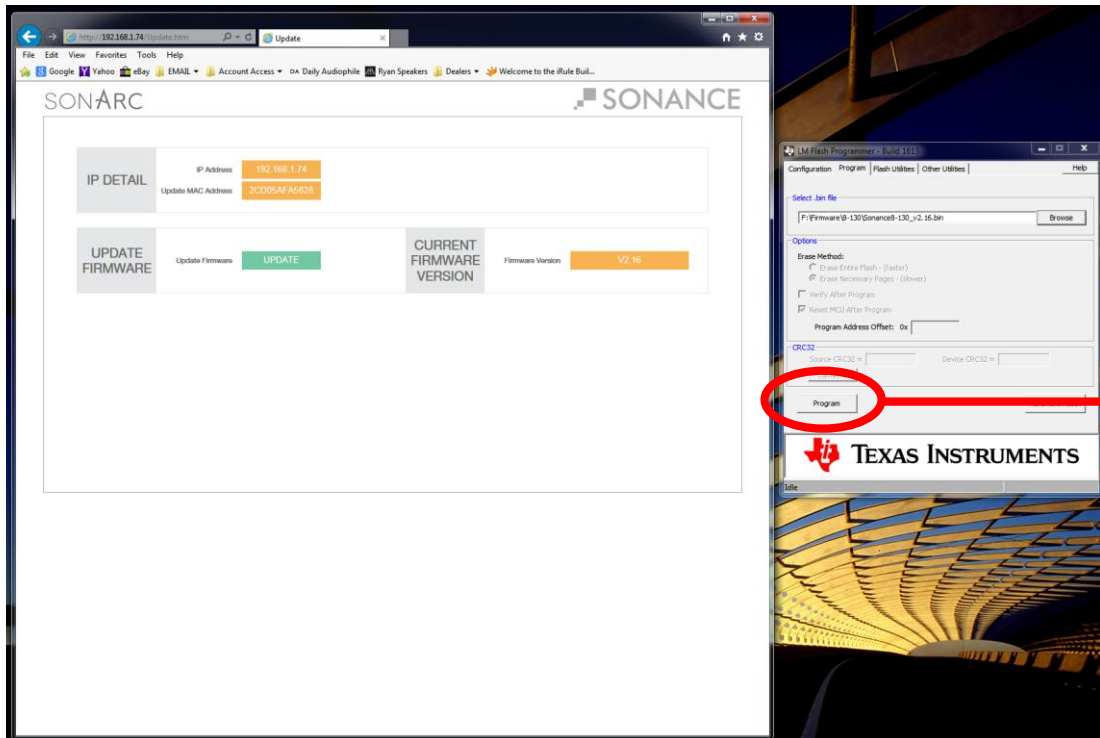 http://192.168.1.74/Update.htm
Update
File Edit View Favorites Tools Help
Google Yahoo eBay EMAIL Account Access DA Daily Audiophile Ryan Speakers Dealers Welcome to the iRule Buil...
SONARC
SONANCE
IP DETAIL
IP Address 192.168.1.74
Update MAC Address 2CD05AFA5828
UPDATE FIRMWARE
Update Firmware UPDATE
CURRENT FIRMWARE VERSION
Firmware Version V2.16
LM Flash Programmer - Build 1613
Configuration Program Flash Utilities Other Utilities Help
Select .bin file
F:\Firmware\8-130\Sonance8-130_v2.16.bin Browse
Options
Erase Method:
Erase Entire Flash - (faster)
Erase Necessary Pages - (slower)
Verify After Program
Reset MCU After Program
Program Address Offset: 0x
CRC32
Source CRC32 = Device CRC32 =
Program
TEXAS INSTRUMENTS
Idle